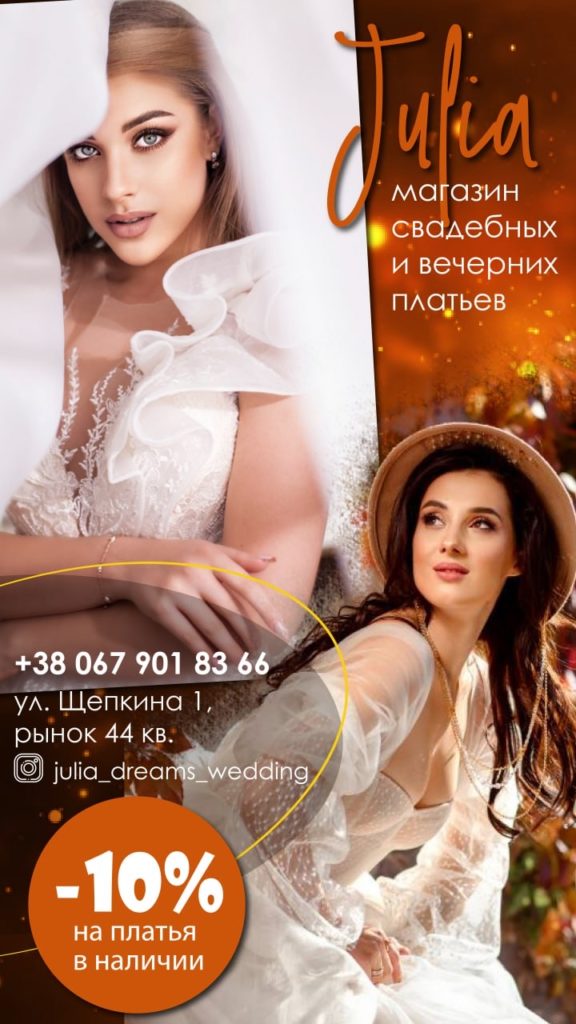 Julia
магазин
свадебных
и вечерних
платьев
+38 067 901 83 66
ул. Щепкина 1,
рынок 44 кв.
julia_dreams_wedding
-10%
на платья
в наличии